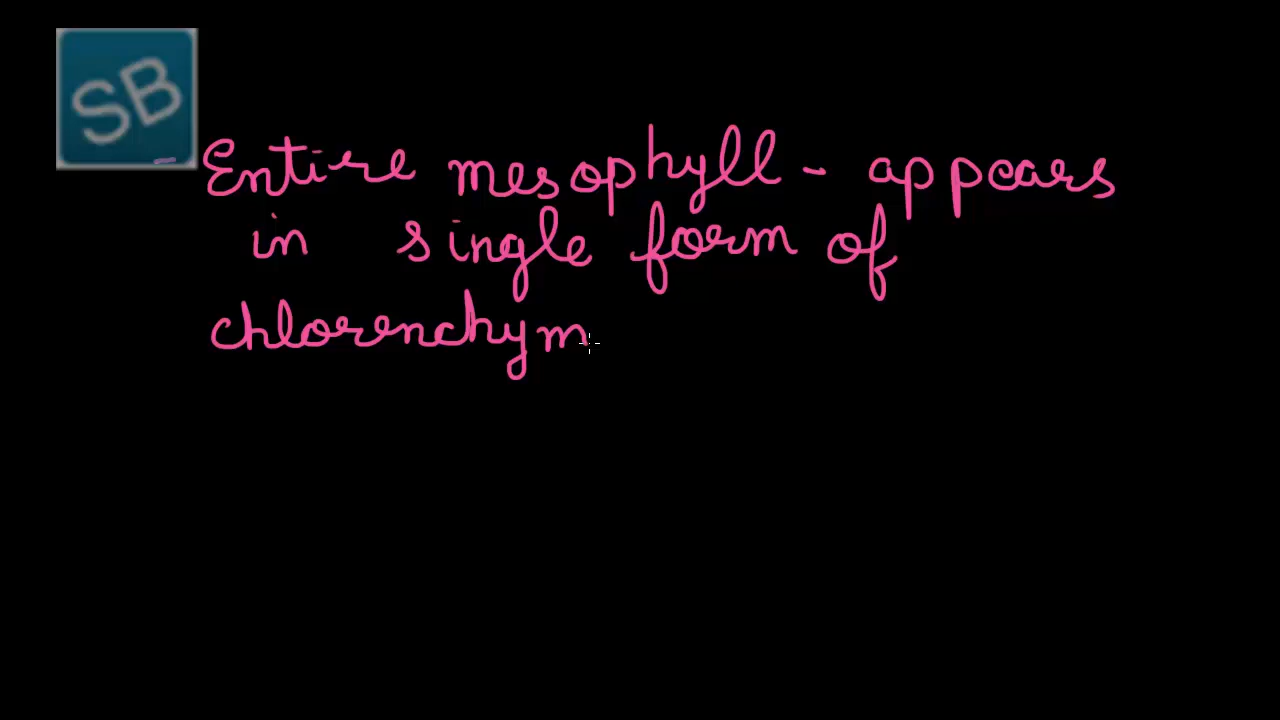 SB
- Entire mesophyll - appears
in single form of
chlorenchym